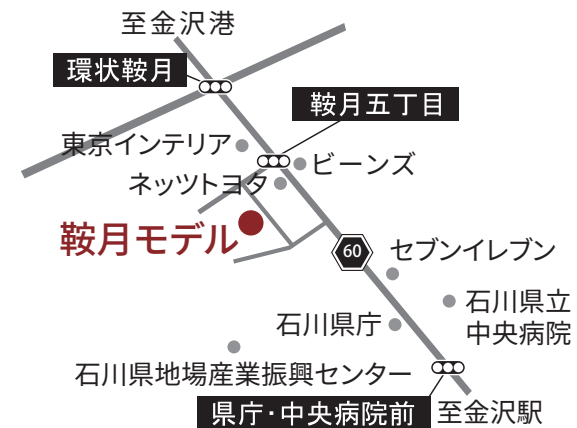 至金沢港
環状鞍月
鞍月五丁目
東京インテリア
ビーンズ
ネッツトヨタ
鞍月モデル
60
セブンイレブン
石川県立
中央病院
石川県庁
石川県地場産業振興センター
県庁・中央病院前
至金沢駅